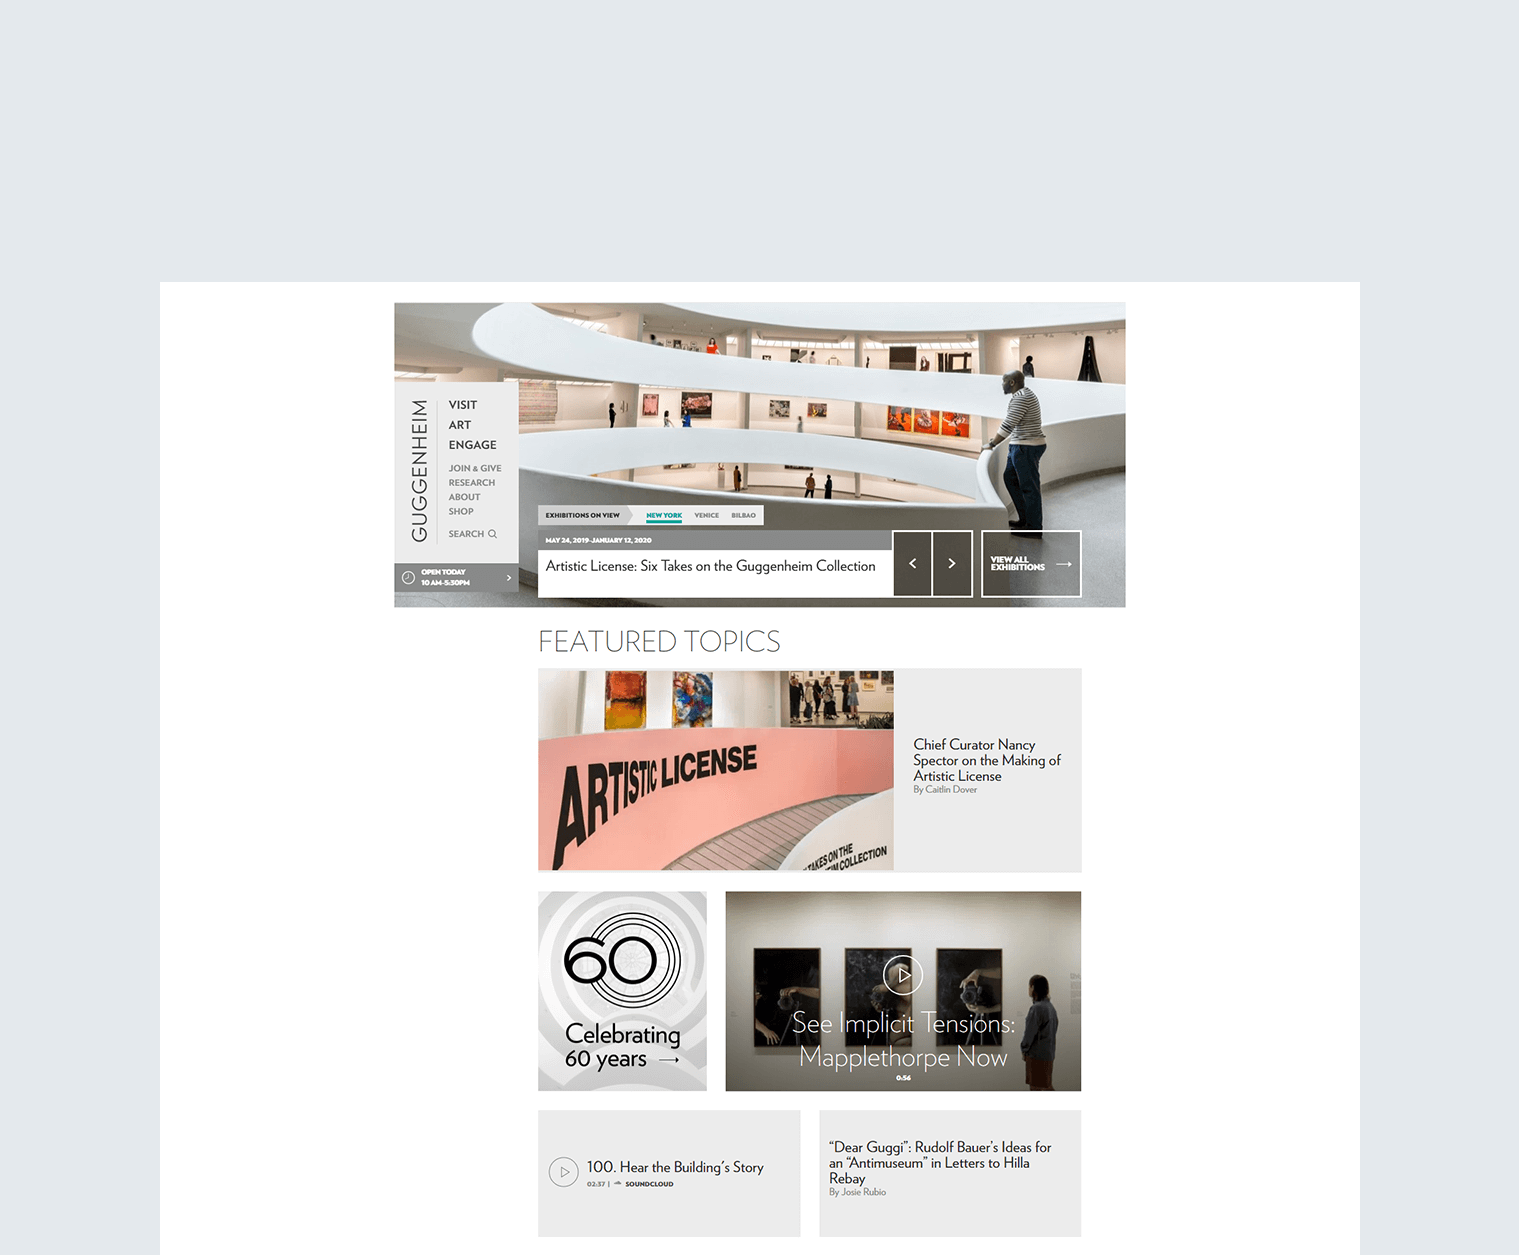 GUGGENHEIM
VISIT
ART
ENGAGE
JOIN & GIVE
RESEARCH
ABOUT
SHOP
SEARCH
OPEN TODAY
10 AM-5:30PM
EXHIBITIONS ON VIEW
NEW YORK
VENICE
BILBAO
MAY 24, 2019-JANUARY 12, 2020
Artistic License: Six Takes on the Guggenheim Collection
VIEW ALL
EXHIBITIONS
FEATURED TOPICS
ARTISTIC LICENSE
TAKES ON THE
HEIM COLLECTION
Chief Curator Nancy
Spector on the Making of
Artistic License
By Caitlin Dover
60
Celebrating
60 years
See Implicit Tensions:
Mapplethorpe Now
0:56
100. Hear the Building's Story
02:37 | SOUNDCLOUD
“Dear Guggi”: Rudolf Bauer's Ideas for
an “Antimuseum” in Letters to Hilla
Rebay
By Josie Rubio